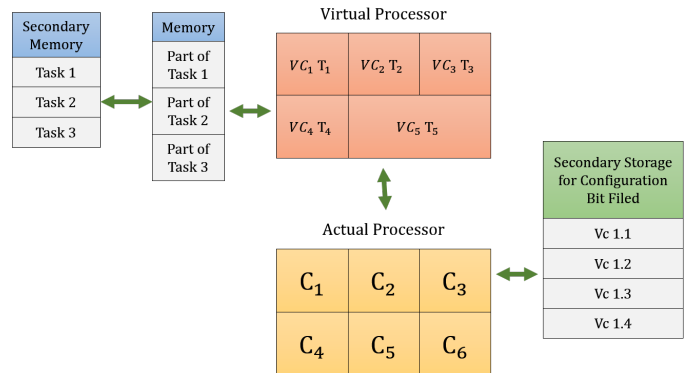 Secondary
Memory
Task 1
Task 2
Task 3
Memory
Part of
Task 1
Part of
Task 2
Part of
Task 3
Virtual Processor
VC₁ T₁
VC₂ T₂
VC₃ T₃
VC₄ T₄
VC₅ T₅
Actual Processor
C₁
C₂
C₃
C₄
C₅
C₆
Secondary Storage
for Configuration
Bit Filed
Vc 1.1
Vc 1.2
Vc 1.3
Vc 1.4